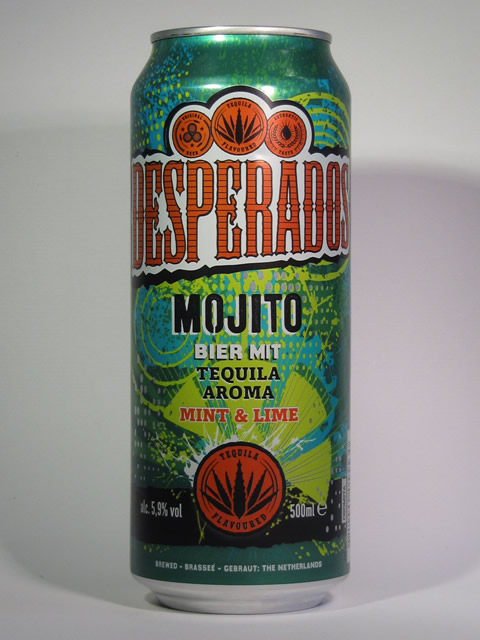 TEQUILA
FLAVOURED
DESPERADOS
MOJITO
BIER MIT
TEQUILA
AROMA
MINT & LIME
TEQUILA
FLAVOURED
alc. 5,9% vol
500ml ℮
BREWED - BRASSEÉ - GEBRAUT: THE NETHERLANDS